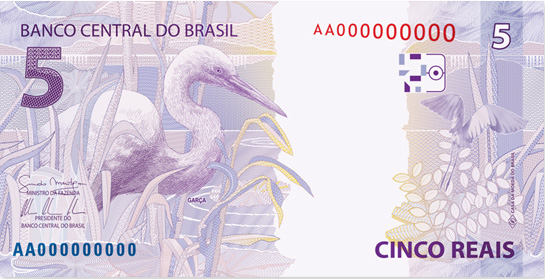 BANCO CENTRAL DO BRASIL
AA000000000
5
5
MINISTRO DA FAZENDA
PRESIDENTE DO
BANCO CENTRAL DO BRASIL
GARÇA
CASA DA MOEDA DO BRASIL
AA000000000
CINCO REAIS